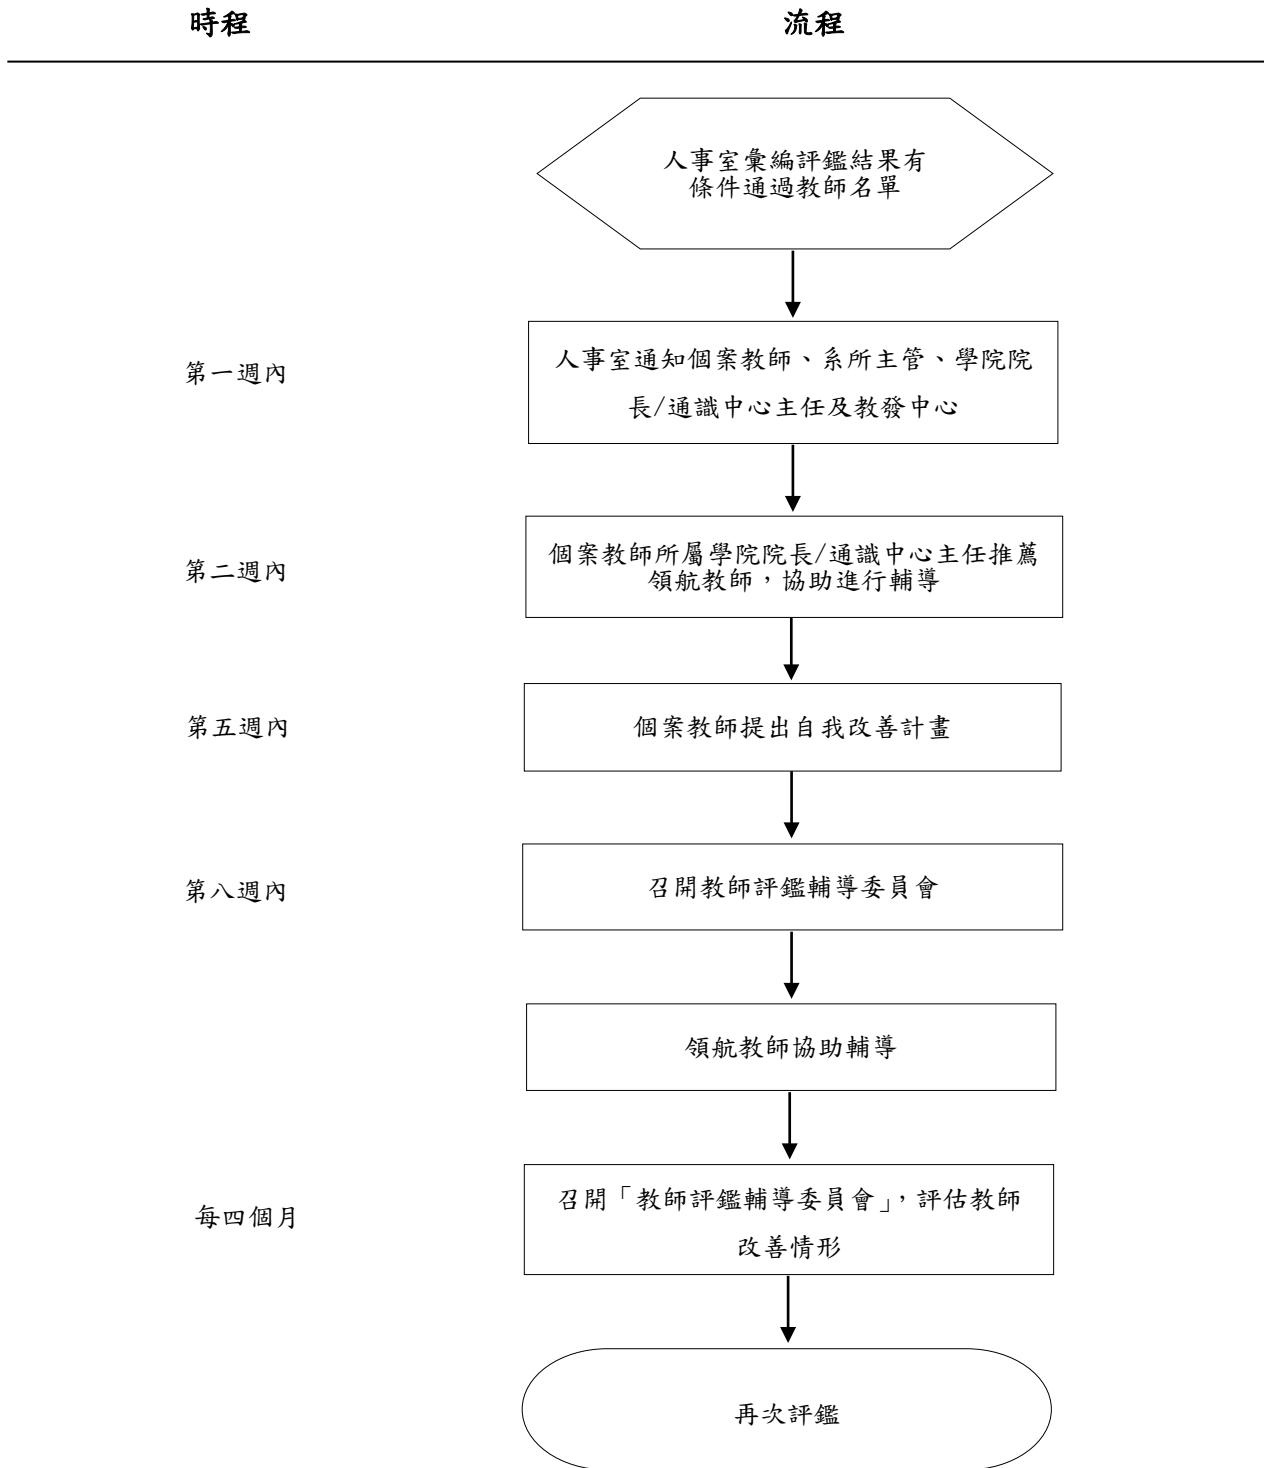 時程
流程
人事室彙編評鑑結果有
條件通過教師名單
第一週內
人事室通知個案教師、系所主管、學院院
長/通識中心主任及教發中心
第二週內
個案教師所屬學院院長/通識中心主任推薦
領航教師，協助進行輔導
第五週內
個案教師提出自我改善計畫
第八週內
召開教師評鑑輔導委員會
領航教師協助輔導
每四個月
召開「教師評鑑輔導委員會」，評估教師
改善情形
再次評鑑